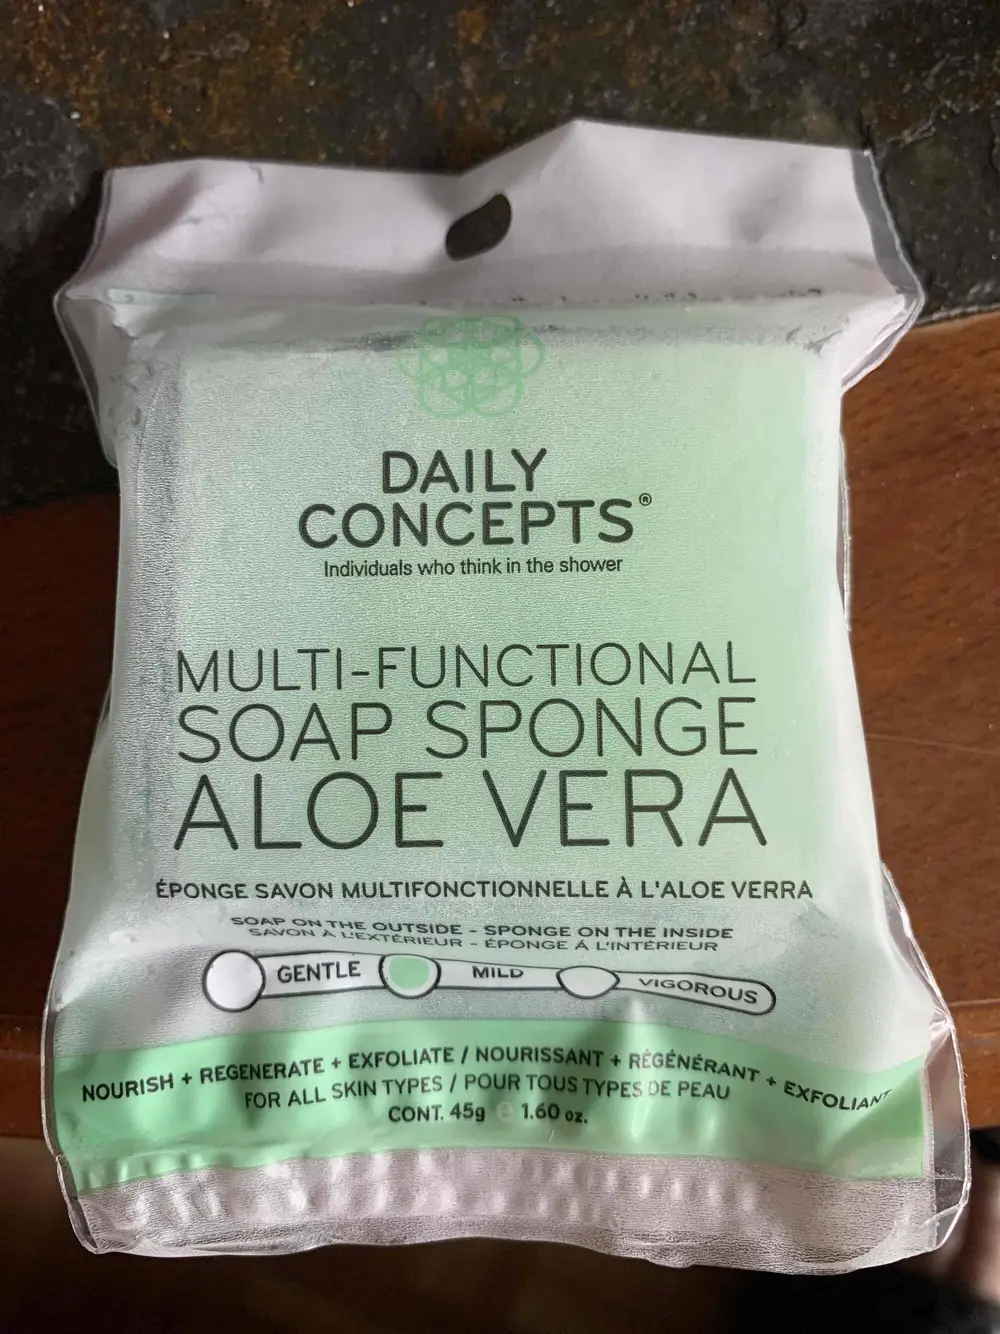 DAILY
CONCEPTS®
Individuals who think in the shower
MULTI-FUNCTIONAL
SOAP SPONGE
ALOE VERA
ÉPONGE SAVON MULTIFONCTIONNELLE À L'ALOE VERRA
SOAP ON THE OUTSIDE - SPONGE ON THE INSIDE
SAVON À L'EXTÉRIEUR - ÉPONGE Á L'INTÉRIEUR
GENTLE MILD VIGOROUS
NOURISH + REGENERATE + EXFOLIATE / NOURISSANT + RÉGÉNÉRANT + EXFOLIANT
FOR ALL SKIN TYPES / POUR TOUS TYPES DE PEAU
CONT. 45g e 1.60 oz.